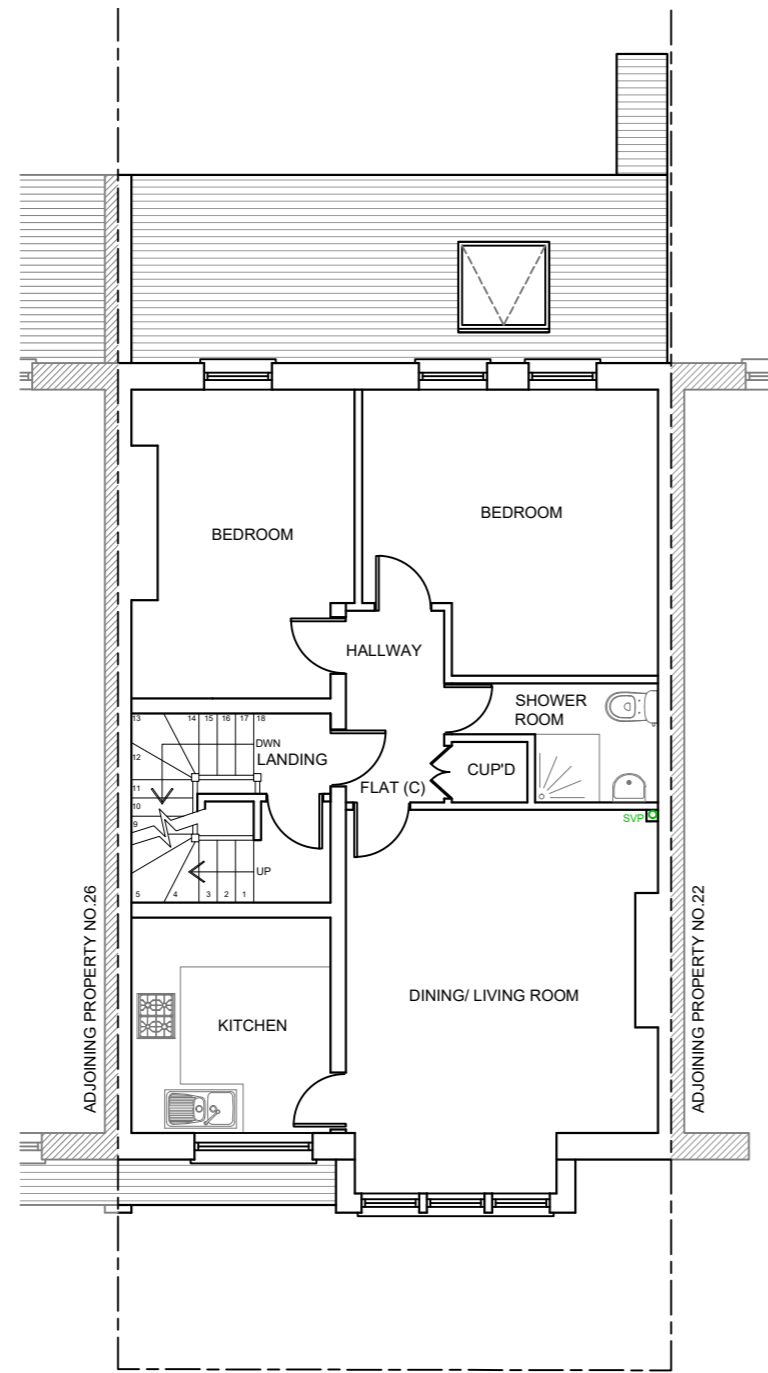 BEDROOM
BEDROOM
HALLWAY
SHOWER
ROOM
13
14
15
16
17
18
DWN
LANDING
12
11
10
9
FLAT (C)
CUP'D
SVP
UP
5
4
3
2
1
ADJOINING PROPERTY NO.26
ADJOINING PROPERTY NO.22
DINING/ LIVING ROOM
KITCHEN